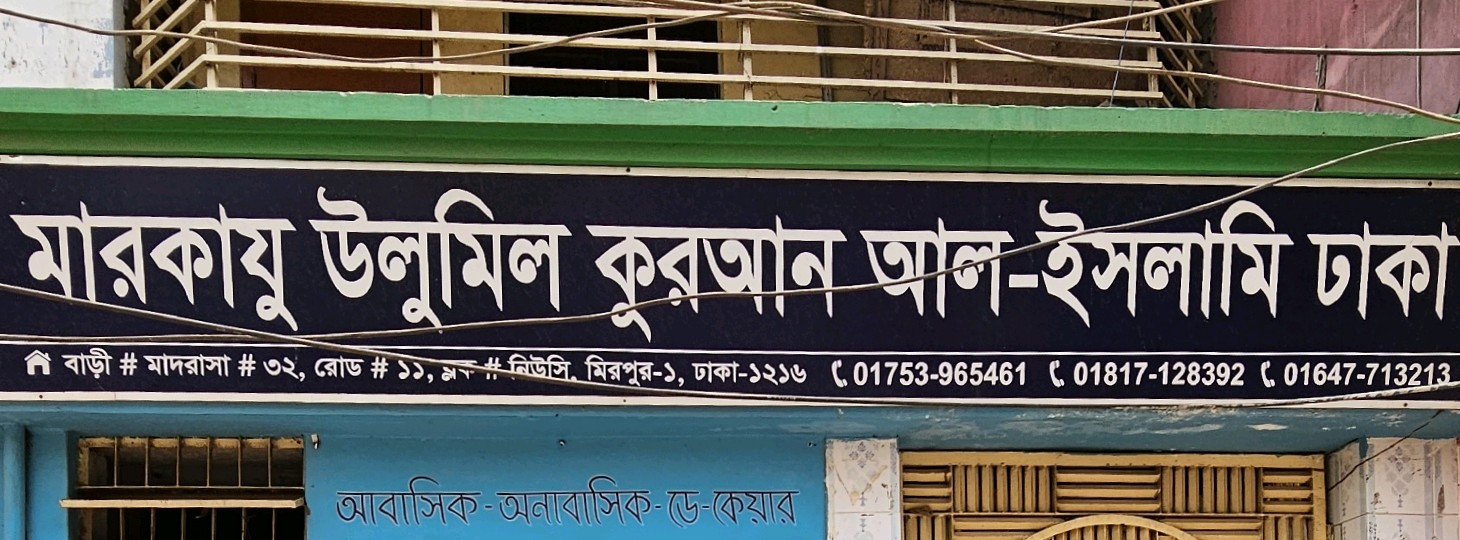 মারকাযু উলুমিল কুরআন আল-ইসলামি ঢাকা
বাড়ী # মাদরাসা # ৩২, রোড # ১১, ব্লক # নিউসি, মিরপুর-১, ঢাকা-১২১৬ 01753-965461 01817-128392 01647-713213
আবাসিক-অনাবাসিক-ডে-কেয়ার